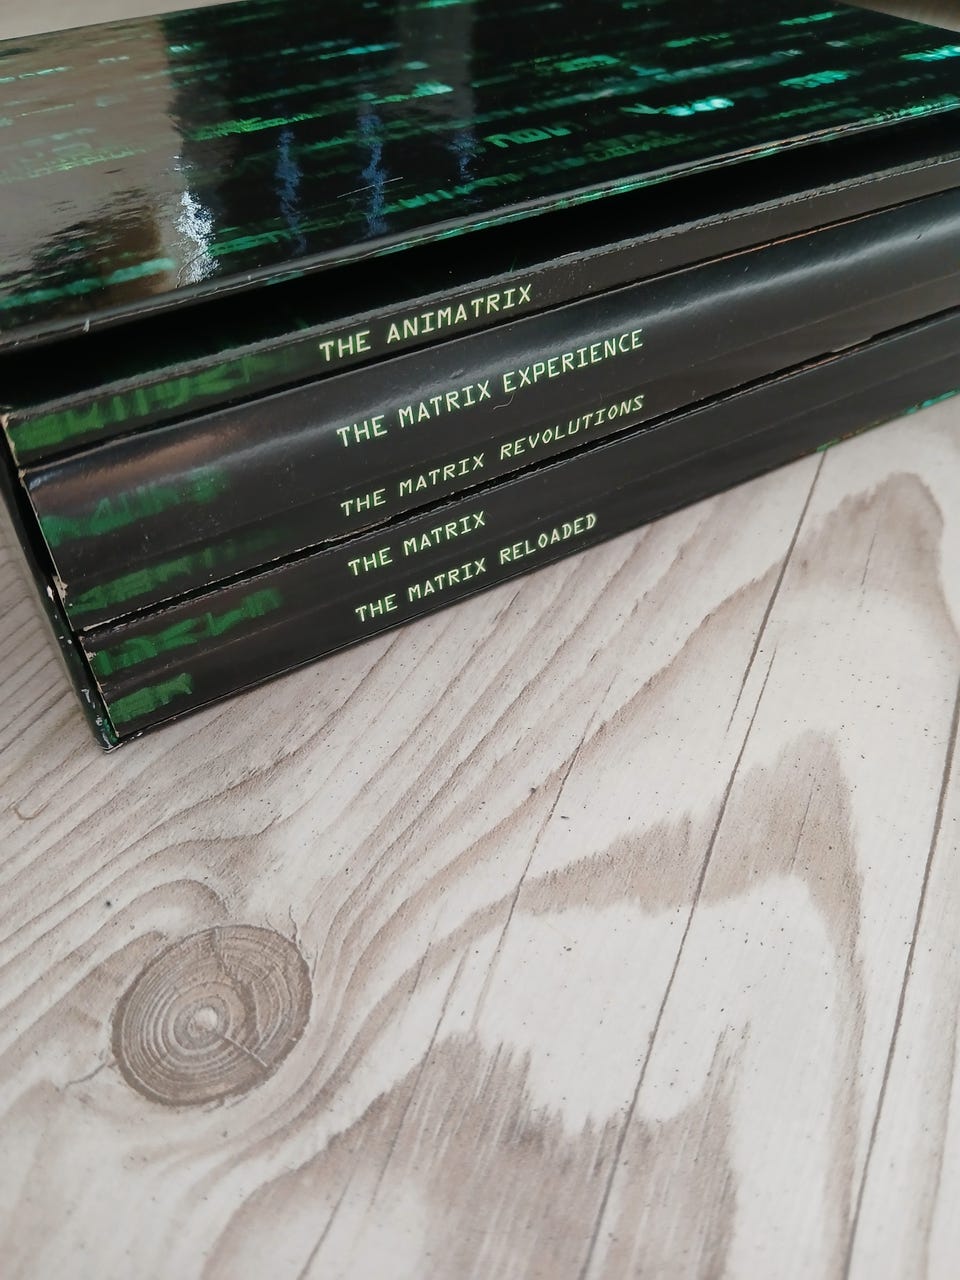 THE ANIMATRIX
THE MATRIX EXPERIENCE
THE MATRIX REVOLUTIONS
THE MATRIX
THE MATRIX RELOADED